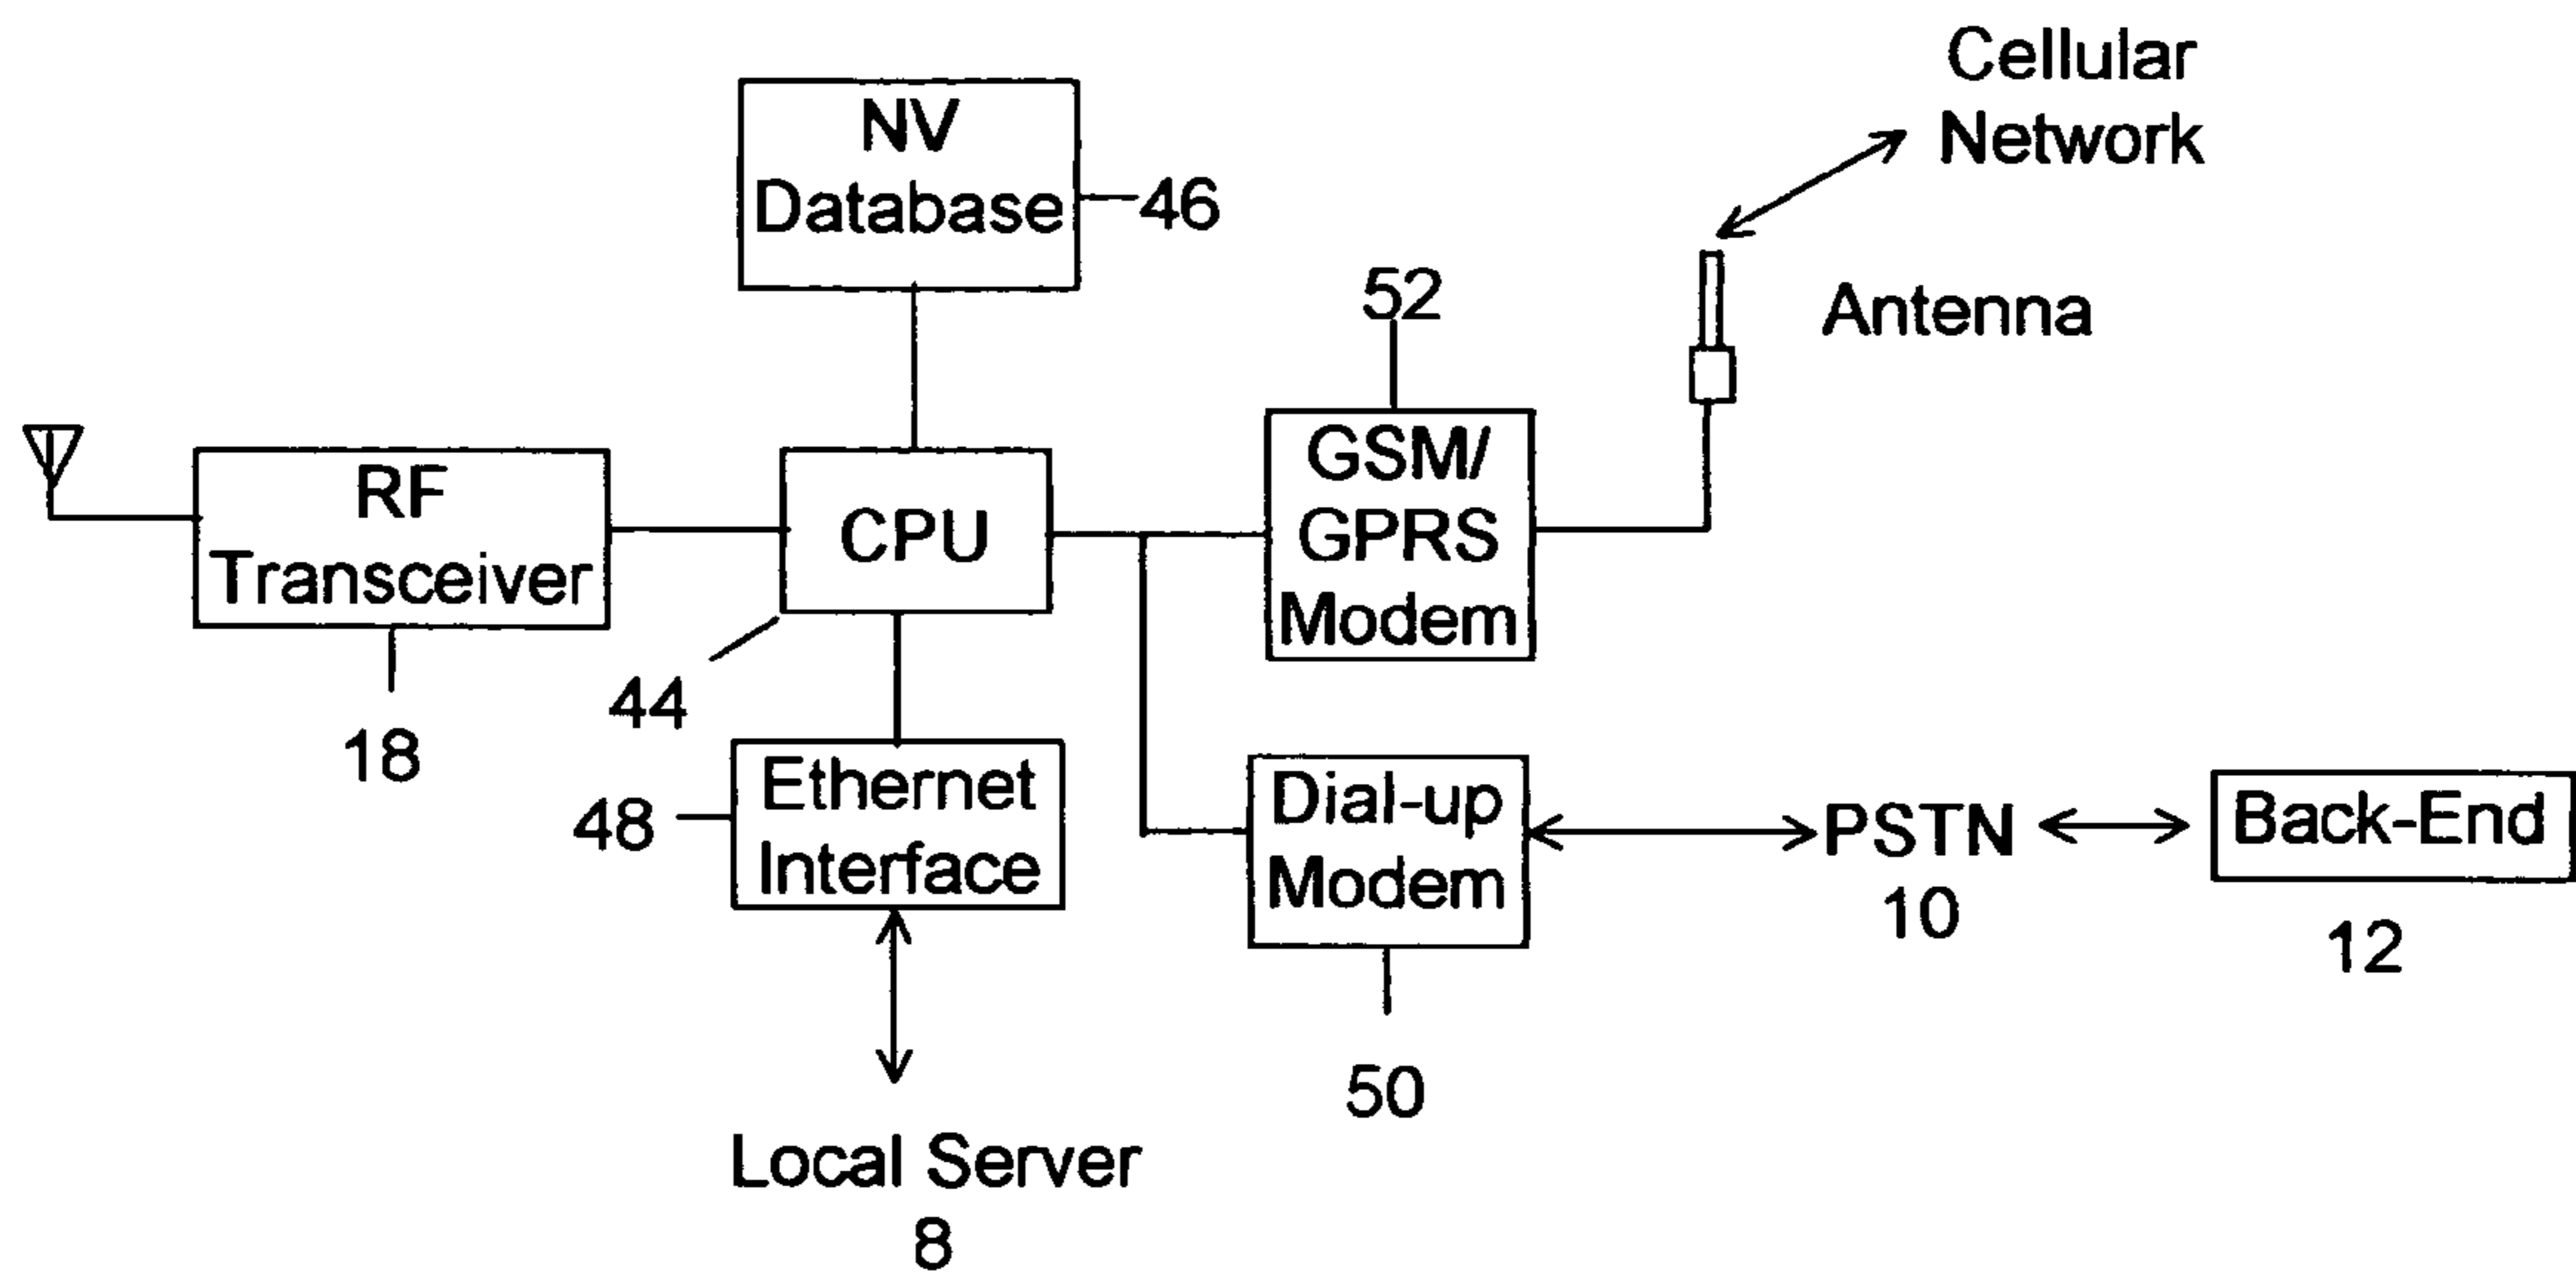 Cellular
Network
NV
Database
46
52
Antenna
RF
Transceiver
18
CPU
44
GSM/
GPRS
Modem
Ethernet
Interface
48
Dial-up
Modem
50
PSTN
10
Back-End
12
Local Server
8